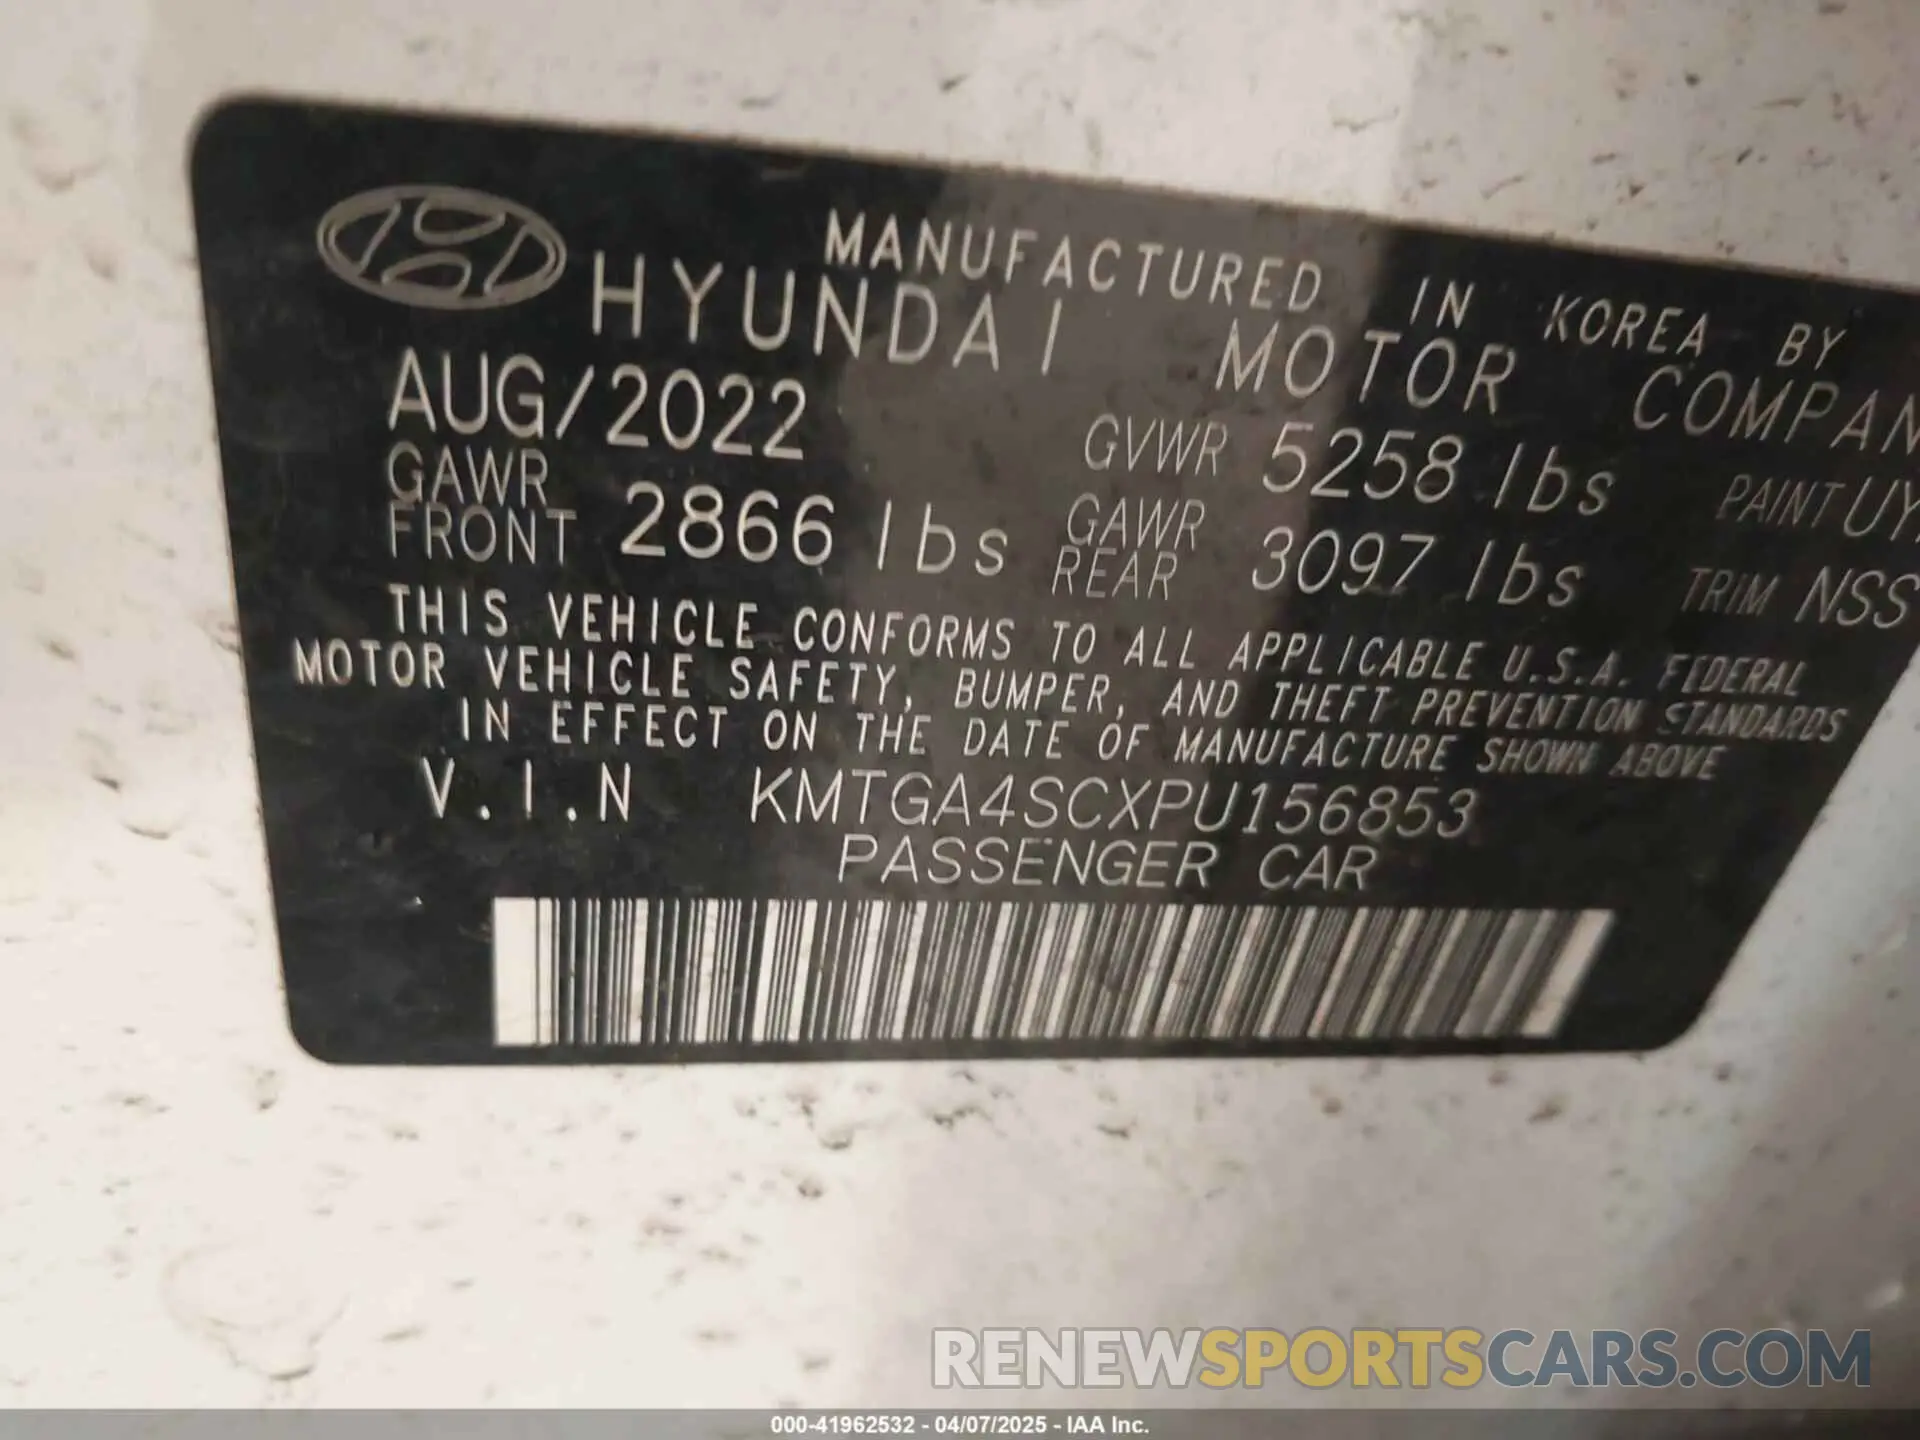 MANUFACTURED IN KOREA BY
HYUNDAI MOTOR COMPAN
AUG/2022 GVWR 5258 lbs PAINT UY
GAWR FRONT 2866 lbs GAWR REAR 3097 lbs TRIM NSS
THIS VEHICLE CONFORMS TO ALL APPLICABLE U.S.A. FEDERAL
MOTOR VEHICLE SAFETY, BUMPER, AND THEFT PREVENTION STANDARDS
IN EFFECT ON THE DATE OF MANUFACTURE SHOWN ABOVE
V.I.N KMTGA4SCXPU156853
PASSENGER CAR
RENEWSPORTSCARS.COM
000-41962532 - 04/07/2025 - IAA Inc.